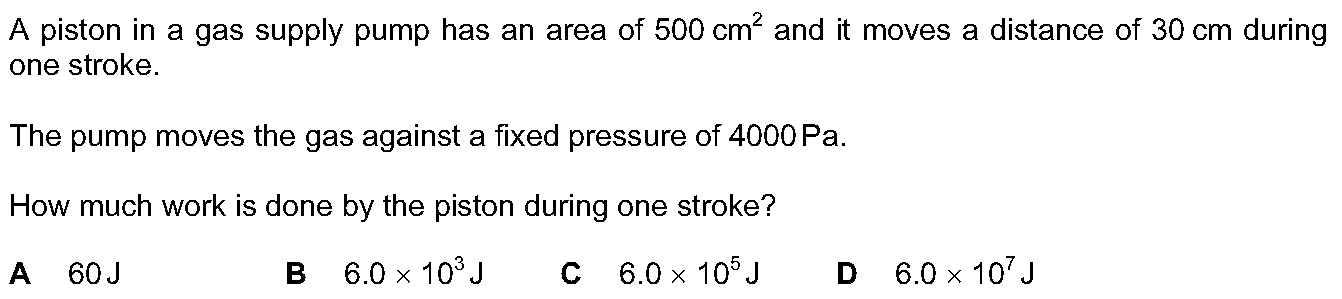 A piston in a gas supply pump has an area of 500 cm² and it moves a distance of 30 cm during
one stroke.
The pump moves the gas against a fixed pressure of 4000 Pa.
How much work is done by the piston during one stroke?
A 60 J B 6.0 × 10³ J C 6.0 × 10⁵ J D 6.0 × 10⁷ J